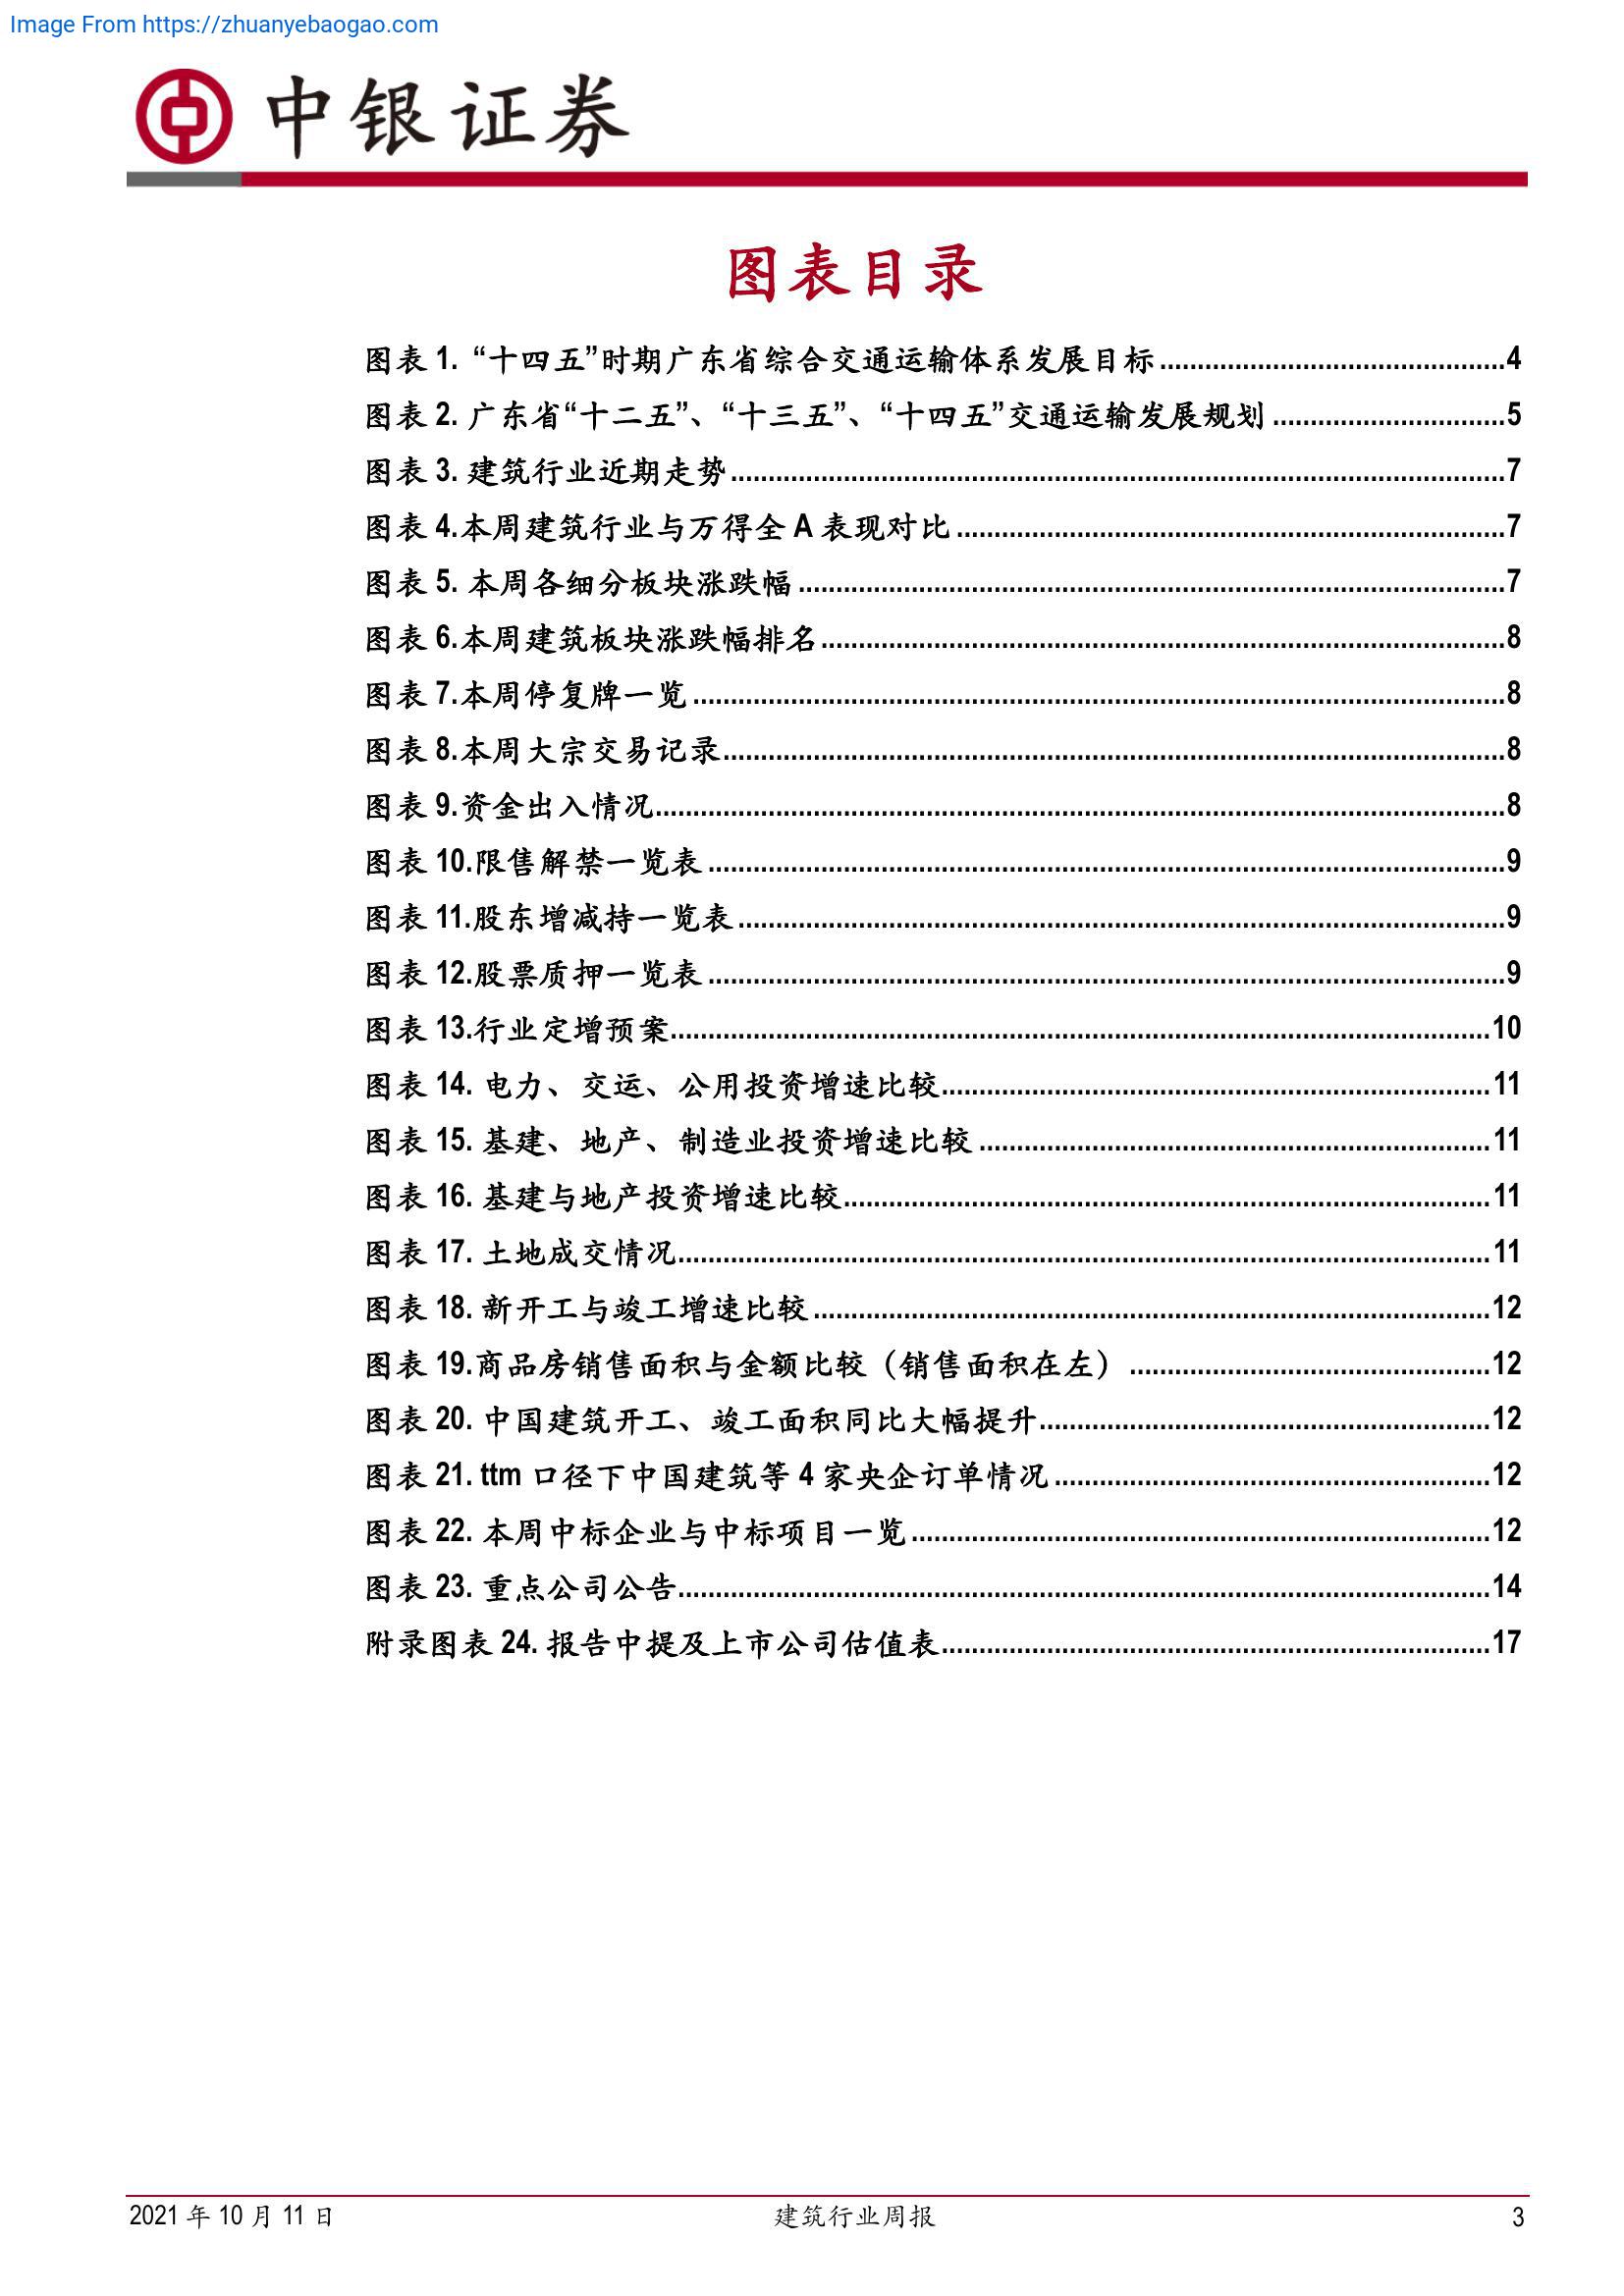 Image From https://zhuanyebaogao.com
中银证券
图表目录
图表 1. “十四五”时期广东省综合交通运输体系发展目标..............................................4
图表 2. 广东省“十二五”、“十三五”、“十四五”交通运输发展规划...............................5
图表 3. 建筑行业近期走势.......................................................................................................7
图表 4.本周建筑行业与万得全 A 表现对比.........................................................................7
图表 5. 本周各细分板块涨跌幅..............................................................................................7
图表 6.本周建筑板块涨跌幅排名...........................................................................................8
图表 7.本周停复牌一览............................................................................................................8
图表 8.本周大宗交易记录........................................................................................................8
图表 9.资金出入情况.................................................................................................................8
图表 10.限售解禁一览表..........................................................................................................9
图表 11.股东增减持一览表......................................................................................................9
图表 12.股票质押一览表..........................................................................................................9
图表 13.行业定增预案.............................................................................................................10
图表 14. 电力、交运、公用投资增速比较.........................................................................11
图表 15. 基建、地产、制造业投资增速比较....................................................................11
图表 16. 基建与地产投资增速比较......................................................................................11
图表 17. 土地成交情况............................................................................................................11
图表 18. 新开工与竣工增速比较..........................................................................................12
图表 19.商品房销售面积与金额比较（销售面积在左）................................................12
图表 20. 中国建筑开工、竣工面积同比大幅提升............................................................12
图表 21. ttm 口径下中国建筑等 4 家央企订单情况..........................................................12
图表 22. 本周中标企业与中标项目一览.............................................................................12
图表 23. 重点公司公告............................................................................................................14
附录图表 24. 报告中提及上市公司估值表.........................................................................17
2021 年 10 月 11 日
建筑行业周报
3